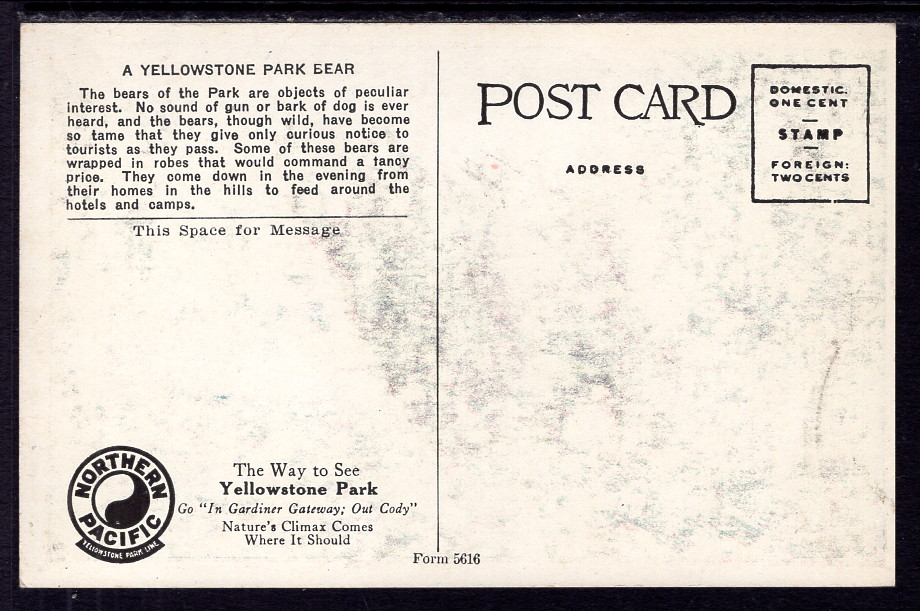 A YELLOWSTONE PARK BEAR
The bears of the Park are objects of peculiar
interest. No sound of gun or bark of dog is ever
heard, and the bears, though wild, have become
so tame that they give only curious notice to
tourists as they pass. Some of these bears are
wrapped in robes that would command a fancy
price. They come down in the evening from
their homes in the hills to feed around the
hotels and camps.
This Space for Message
POST CARD
ADDRESS
DOMESTIC:
ONE CENT
—
STAMP
—
FOREIGN:
TWO CENTS
NORTHERN
PACIFIC
YELLOWSTONE PARK LINE
The Way to See
Yellowstone Park
Go "In Gardiner Gateway; Out Cody"
Nature's Climax Comes
Where It Should
Form 5616